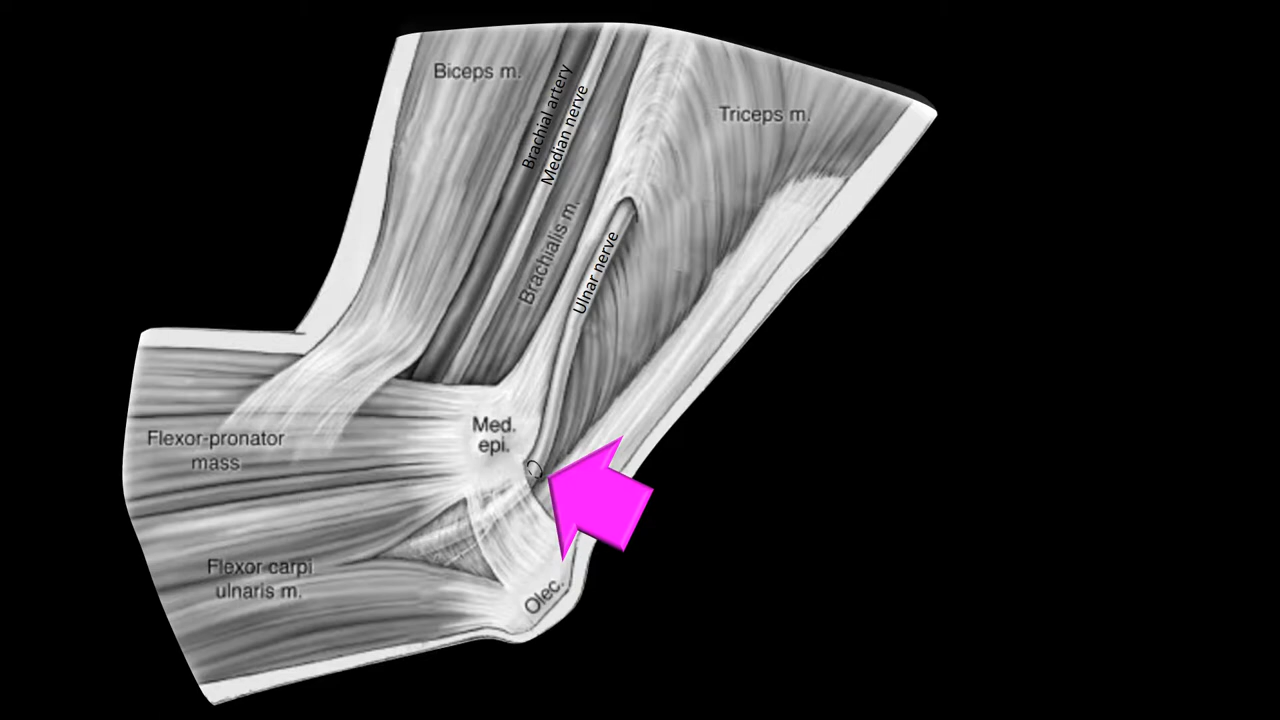 Biceps m.
Brachial artery
Median nerve
Triceps m.
Brachialis m.
Ulnar nerve
Med.
epi.
Flexor-pronator
mass
Flexor carpi
ulnaris m.
Olec.